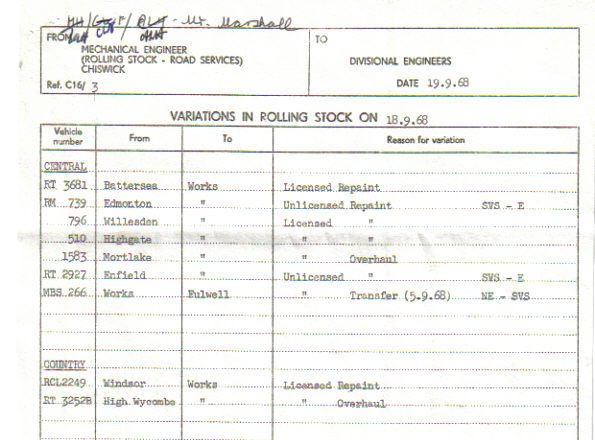 Mr. Marshall
FROM
MECHANICAL ENGINEER
(ROLLING STOCK - ROAD SERVICES)
CHISWICK
Ref. C16/ 3
TO
DIVISIONAL ENGINEERS
DATE 19.9.68
VARIATIONS IN ROLLING STOCK ON 18.9.68
Vehicle number From To Reason for variation
CENTRAL
RT 3681 Battersea Works Licensed Repaint
RM 739 Edmonton " Unlicensed Repaint SVS - E
796 Willesden " Licensed "
510 Highgate " " "
1583 Mortlake " " Overhaul
RT 2927 Enfield " Unlicensed " SVS - E
MBS 266 Works Fulwell " Transfer (5.9.68) NE - SVS
COUNTRY
RCL2249 Windsor Works Licensed Repaint
RT 3252B High Wycombe " " Overhaul